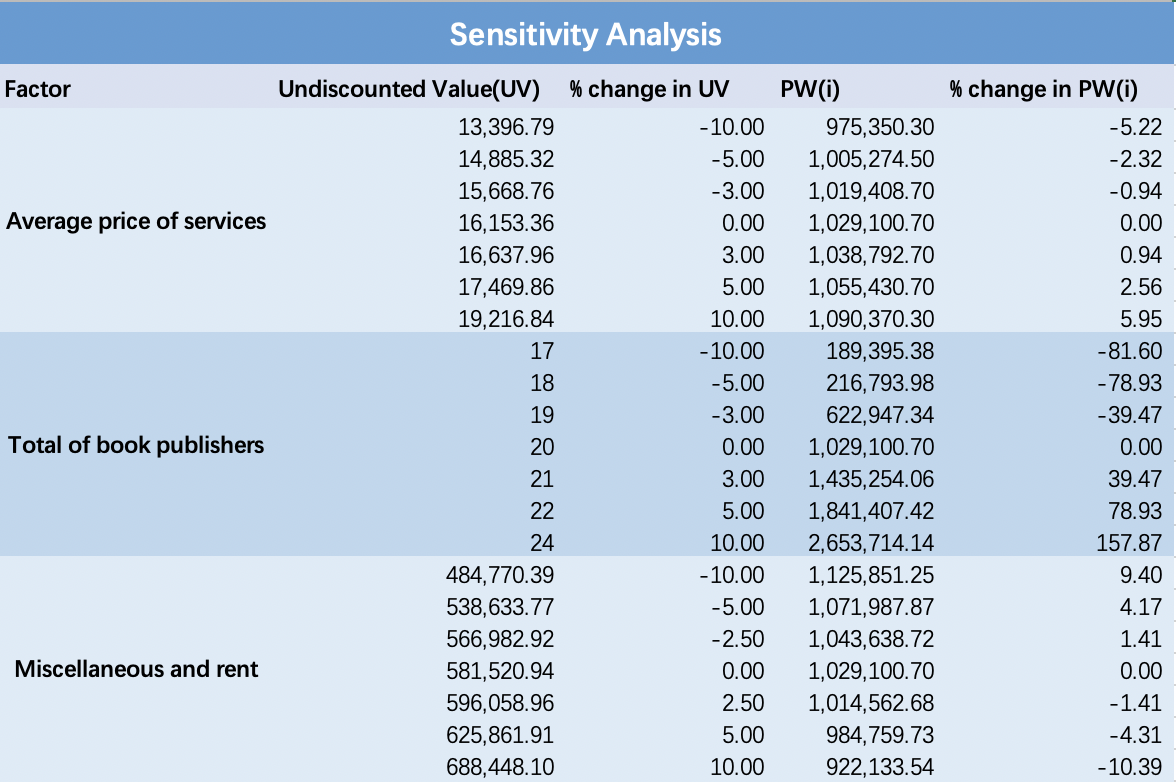 Sensitivity Analysis
Factor Undiscounted Value(UV) % change in UV PW(i) % change in PW(i)
13,396.79 -10.00 975,350.30 -5.22
14,885.32 -5.00 1,005,274.50 -2.32
15,668.76 -3.00 1,019,408.70 -0.94
Average price of services 16,153.36 0.00 1,029,100.70 0.00
16,637.96 3.00 1,038,792.70 0.94
17,469.86 5.00 1,055,430.70 2.56
19,216.84 10.00 1,090,370.30 5.95
17 -10.00 189,395.38 -81.60
18 -5.00 216,793.98 -78.93
19 -3.00 622,947.34 -39.47
Total of book publishers 20 0.00 1,029,100.70 0.00
21 3.00 1,435,254.06 39.47
22 5.00 1,841,407.42 78.93
24 10.00 2,653,714.14 157.87
484,770.39 -10.00 1,125,851.25 9.40
538,633.77 -5.00 1,071,987.87 4.17
566,982.92 -2.50 1,043,638.72 1.41
Miscellaneous and rent 581,520.94 0.00 1,029,100.70 0.00
596,058.96 2.50 1,014,562.68 -1.41
625,861.91 5.00 984,759.73 -4.31
688,448.10 10.00 922,133.54 -10.39